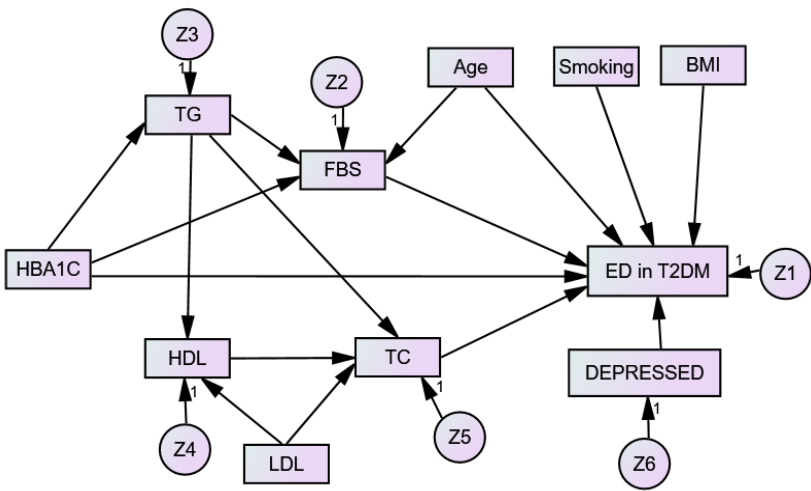 Z3
1
TG
Z2
1
FBS
Age
Smoking
BMI
HBA1C
ED in T2DM
1
Z1
HDL
1
Z4
LDL
TC
1
Z5
DEPRESSED
1
Z6